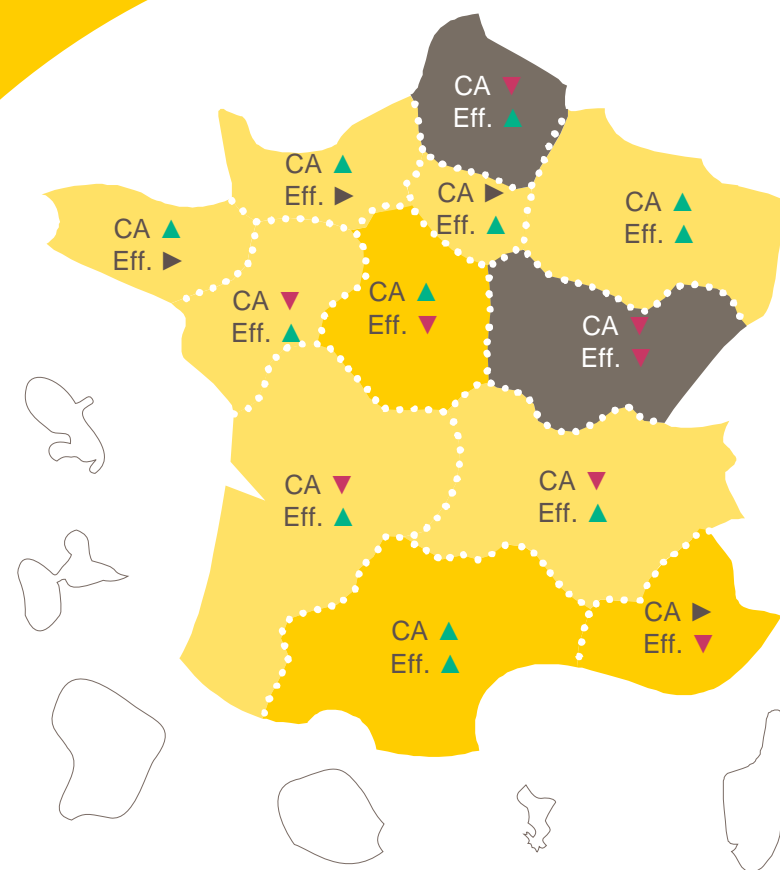 CA ▼
Eff. ▲
CA ▲
Eff. ►
CA ►
Eff. ▲
CA ▲
Eff. ▲
CA ▲
Eff. ►
CA ▼
Eff. ▲
CA ▲
Eff. ▼
CA ▼
Eff. ▼
CA ▼
Eff. ▲
CA ▼
Eff. ▲
CA ►
Eff. ▼
CA ▲
Eff. ▲